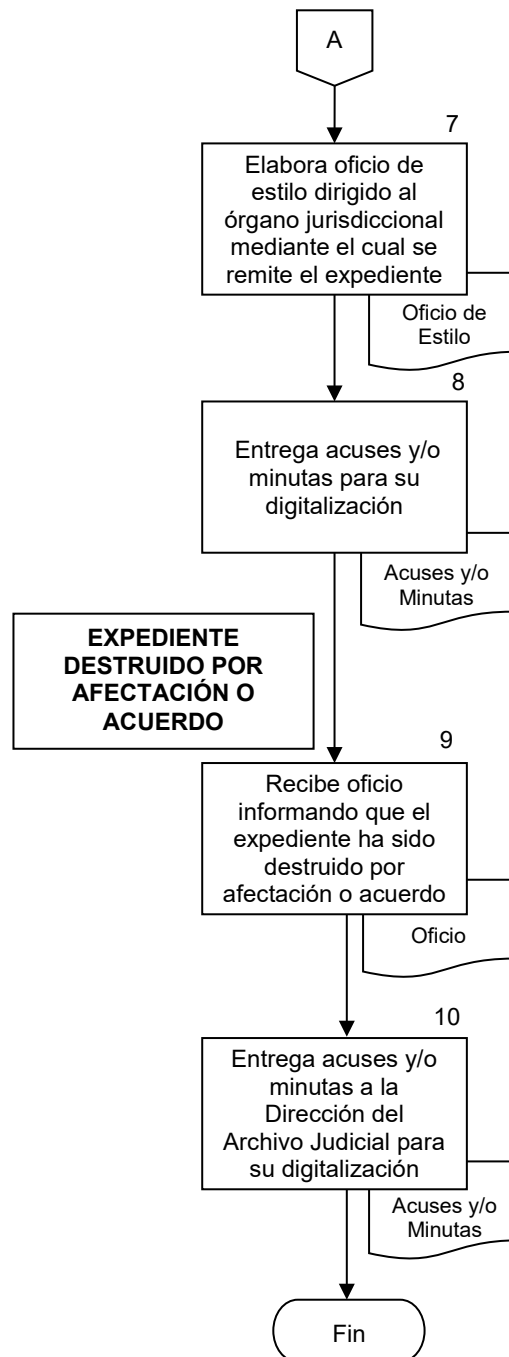 A
7
Elabora oficio de
estilo dirigido al
órgano jurisdiccional
mediante el cual se
remite el expediente
Oficio de
Estilo
8
Entrega acuses y/o
minutas para su
digitalización
Acuses y/o
Minutas
EXPEDIENTE
DESTRUIDO POR
AFECTACIÓN O
ACUERDO
9
Recibe oficio
informando que el
expediente ha sido
destruido por
afectación o acuerdo
Oficio
10
Entrega acuses y/o
minutas a la
Dirección del
Archivo Judicial para
su digitalización
Acuses y/o
Minutas
Fin